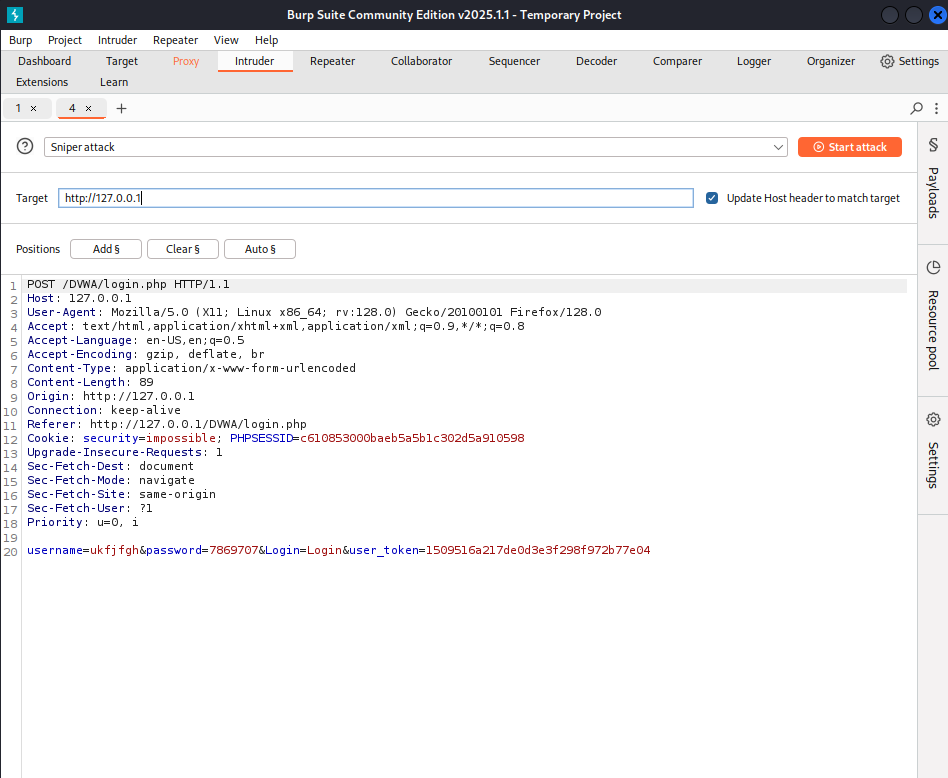 Burp Suite Community Edition v2025.1.1 - Temporary Project
Burp Project Intruder Repeater View Help
Dashboard Target Proxy Intruder Repeater Collaborator Sequencer Decoder Comparer Logger Organizer Settings
Extensions Learn
1 × 4 × +
Sniper attack Start attack
Target http://127.0.0.1 Update Host header to match target
Positions Add § Clear § Auto §
1 POST /DVWA/login.php HTTP/1.1
2 Host: 127.0.0.1
3 User-Agent: Mozilla/5.0 (X11; Linux x86_64; rv:128.0) Gecko/20100101 Firefox/128.0
4 Accept: text/html,application/xhtml+xml,application/xml;q=0.9,*/*;q=0.8
5 Accept-Language: en-US,en;q=0.5
6 Accept-Encoding: gzip, deflate, br
7 Content-Type: application/x-www-form-urlencoded
8 Content-Length: 89
9 Origin: http://127.0.0.1
10 Connection: keep-alive
11 Referer: http://127.0.0.1/DVWA/login.php
12 Cookie: security=impossible; PHPSESSID=c610853000baeb5a5b1c302d5a910598
13 Upgrade-Insecure-Requests: 1
14 Sec-Fetch-Dest: document
15 Sec-Fetch-Mode: navigate
16 Sec-Fetch-Site: same-origin
17 Sec-Fetch-User: ?1
18 Priority: u=0, i
19
20 username=ukfjfgh&password=7869707&Login=Login&user_token=1509516a217de0d3e3f298f972b77e04
§ Payloads
Resource pool
Settings